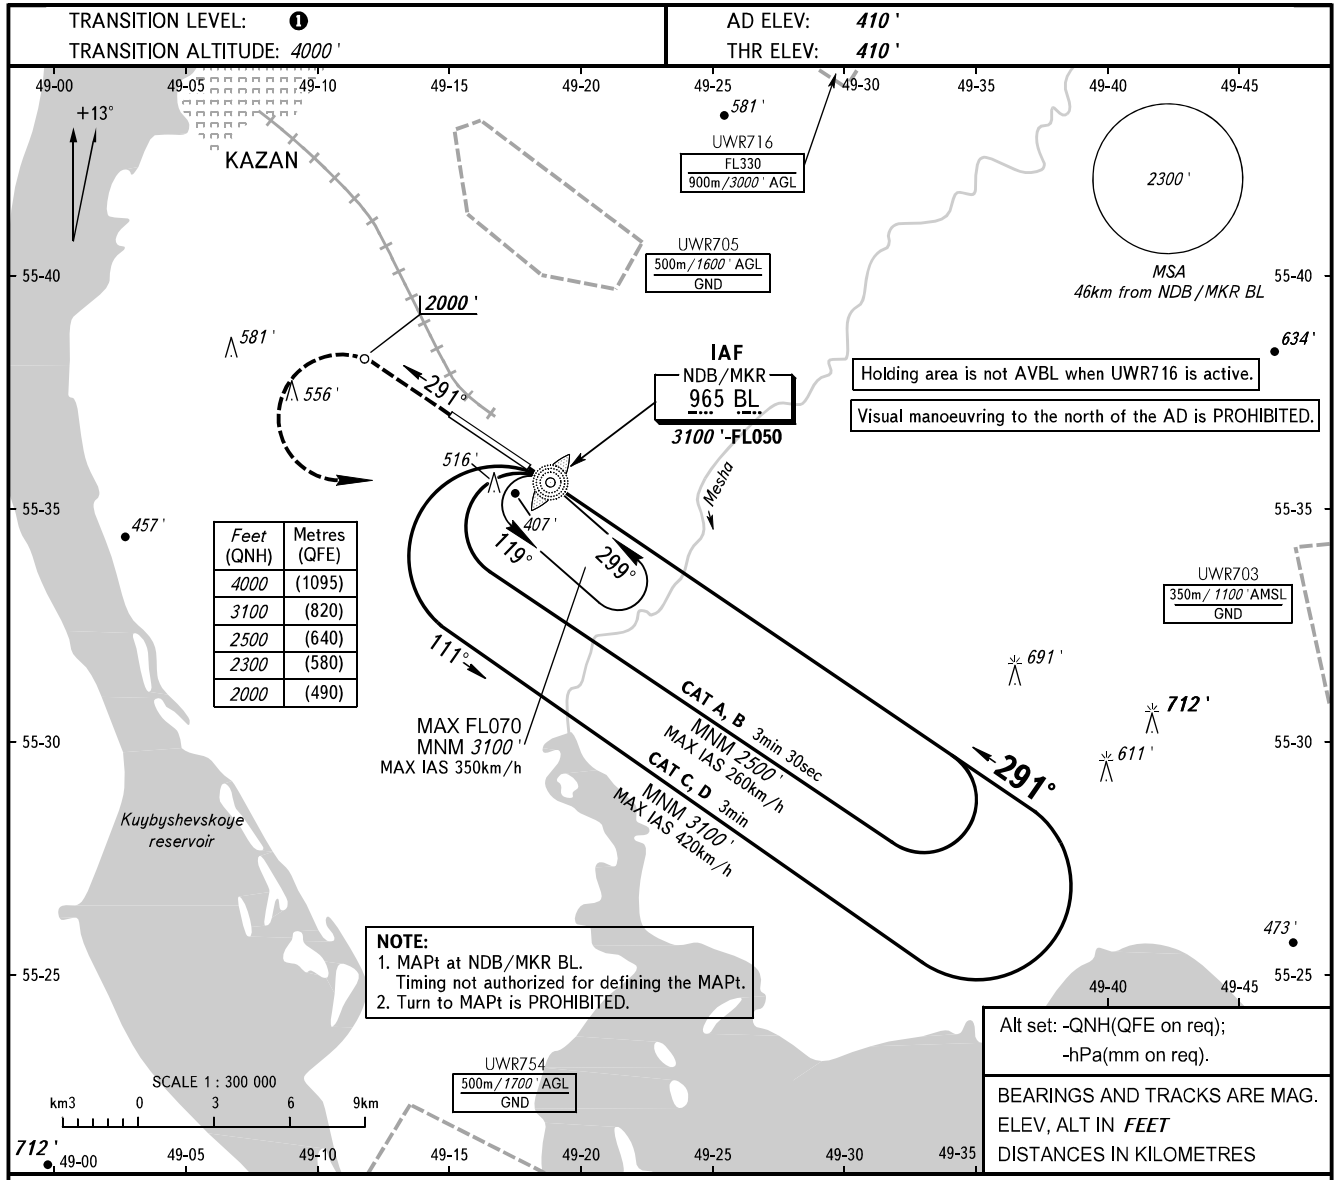 TRANSITION LEVEL: ❶
TRANSITION ALTITUDE: 4000'
AD ELEV: 410'
THR ELEV: 410'
49-00 49-05 49-10 49-15 49-20 49-25 49-30 49-35 49-40 49-45
+13°
KAZAN
581'
UWR716
FL330
900m/3000' AGL
2300'
MSA
46km from NDB/MKR BL
UWR705
500m/1600' AGL
GND
55-40
55-40
2000'
581'
556'
291°
IAF
NDB/MKR
965 BL
3100'-FL050
634'
Holding area is not AVBL when UWR716 is active.
Visual manoeuvring to the north of the AD is PROHIBITED.
516'
407'
Mesha
55-35
55-35
457'
119°
299°
Feet (QNH) Metres (QFE)
4000 (1095)
3100 (820)
2500 (640)
2300 (580)
2000 (490)
UWR703
350m/1100' AMSL
GND
111°
691'
712'
611'
CAT A, B 3min 30sec
MNM 2500'
MAX IAS 260km/h
CAT C, D 3min
MNM 3100'
MAX IAS 420km/h
MAX FL070
MNM 3100'
MAX IAS 350km/h
291°
55-30
55-30
Kuybyshevskoye
reservoir
NOTE:
1. MAPt at NDB/MKR BL.
Timing not authorized for defining the MAPt.
2. Turn to MAPt is PROHIBITED.
473'
55-25
55-25
49-40 49-45
Alt set: -QNH(QFE on req);
-hPa(mm on req).
UWR754
500m/1700' AGL
GND
SCALE 1 : 300 000
km3 0 3 6 9km
BEARINGS AND TRACKS ARE MAG.
ELEV, ALT IN FEET
DISTANCES IN KILOMETRES
712'
49-00 49-05 49-10 49-15 49-20 49-25 49-30 49-35